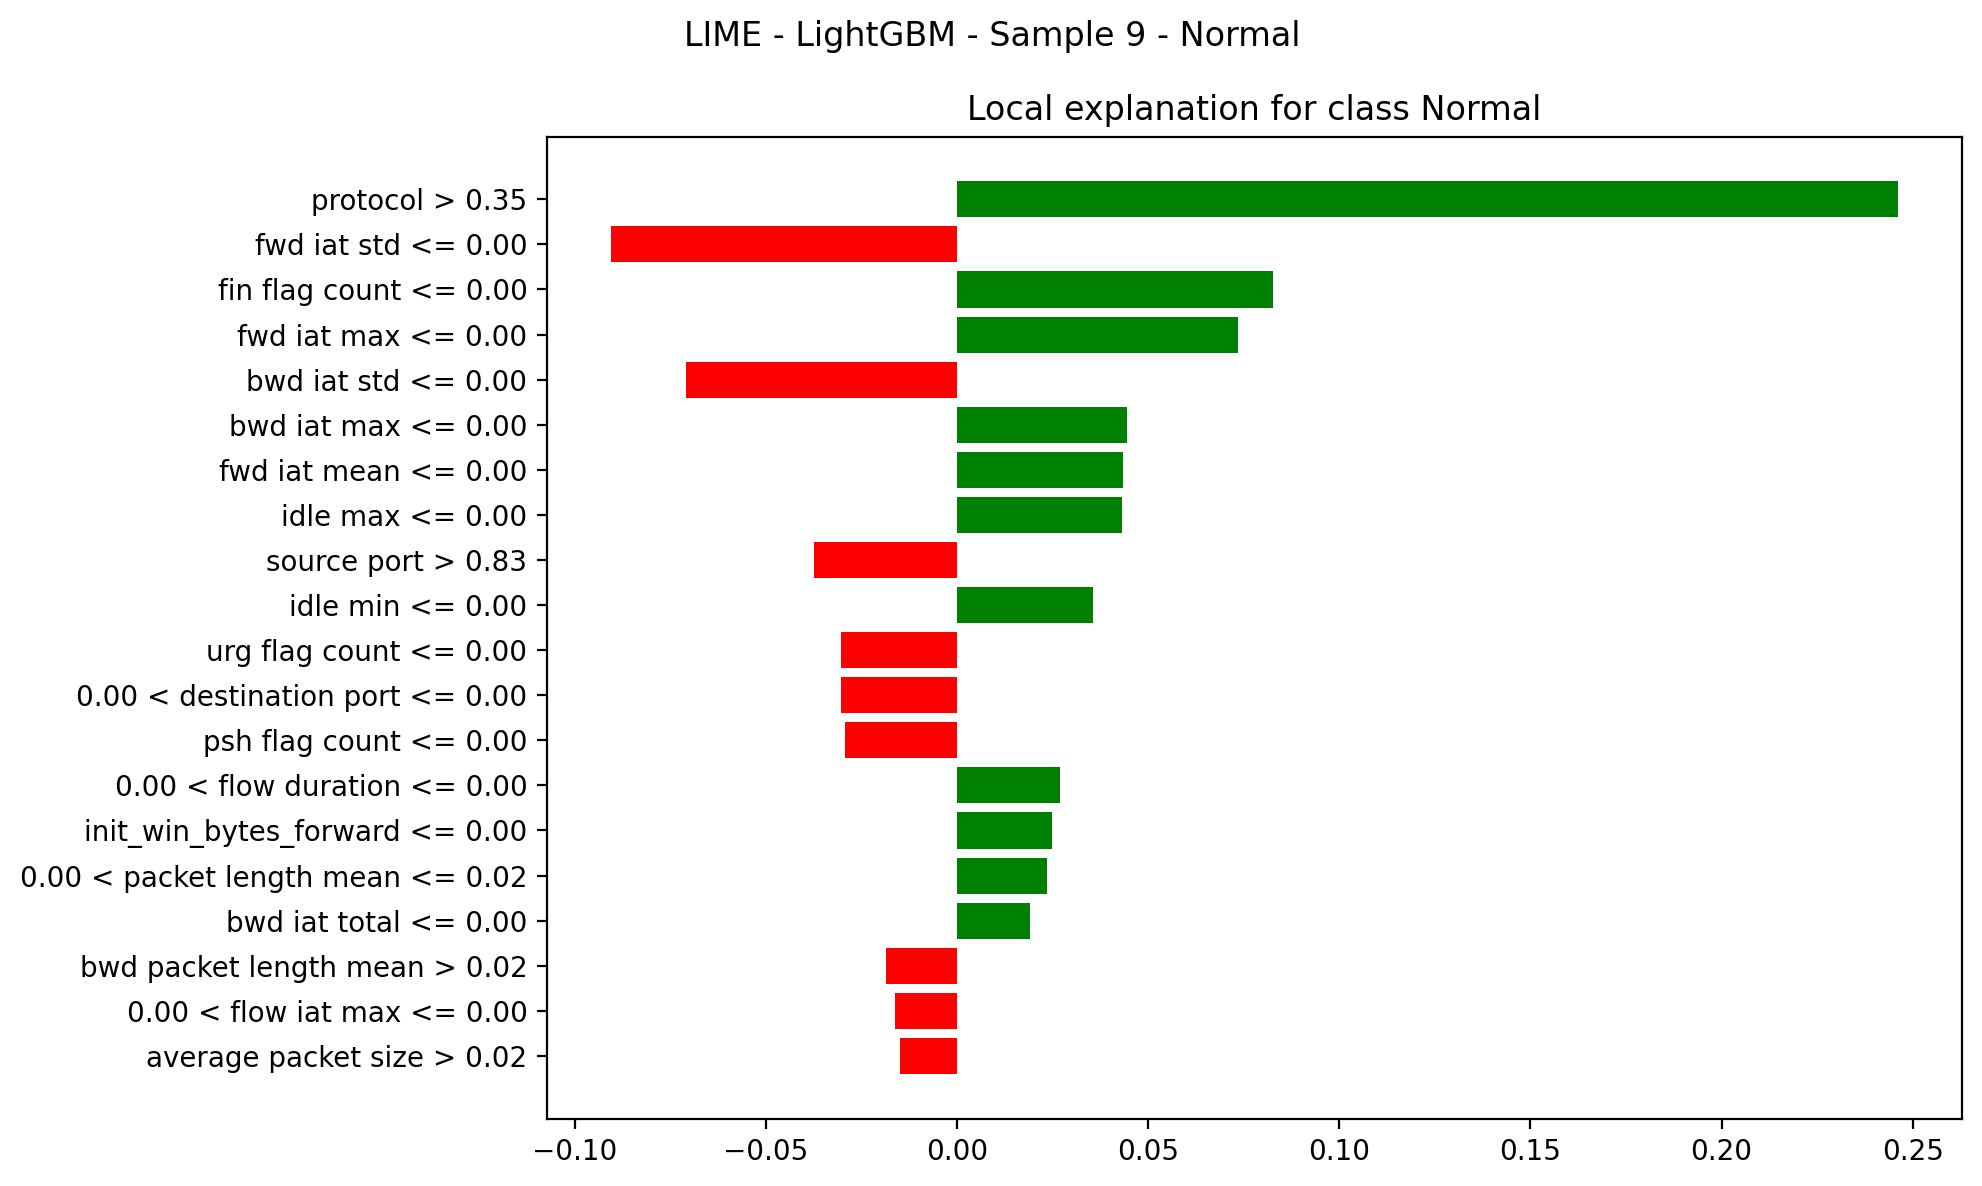 LIME - LightGBM - Sample 9 - Normal
Local explanation for class Normal
protocol > 0.35
fwd iat std <= 0.00
fin flag count <= 0.00
fwd iat max <= 0.00
bwd iat std <= 0.00
bwd iat max <= 0.00
fwd iat mean <= 0.00
idle max <= 0.00
source port > 0.83
idle min <= 0.00
urg flag count <= 0.00
0.00 < destination port <= 0.00
psh flag count <= 0.00
0.00 < flow duration <= 0.00
init_win_bytes_forward <= 0.00
0.00 < packet length mean <= 0.02
bwd iat total <= 0.00
bwd packet length mean > 0.02
0.00 < flow iat max <= 0.00
average packet size > 0.02
−0.10 −0.05 0.00 0.05 0.10 0.15 0.20 0.25